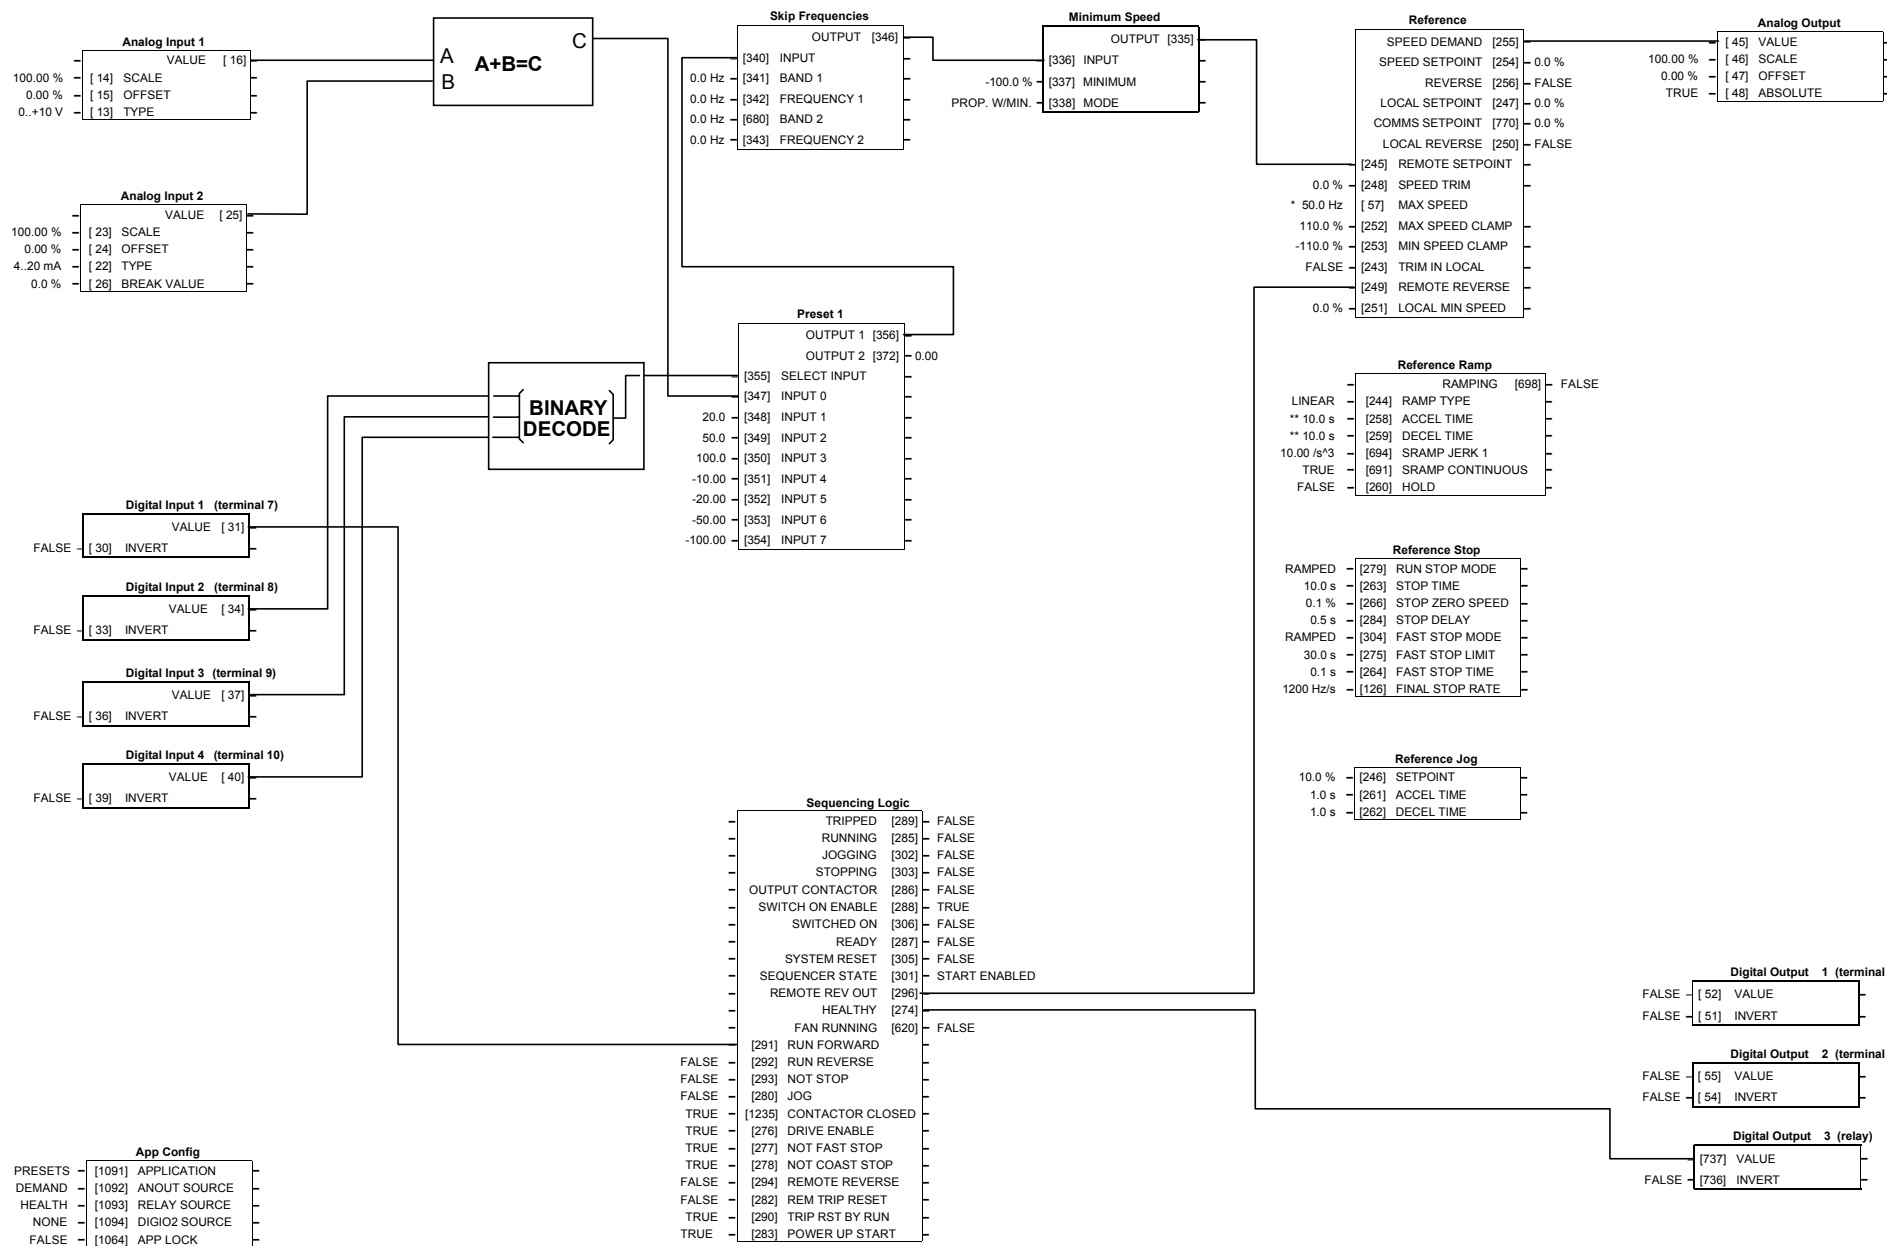 Analog Input 1
VALUE [ 16]
100.00 % [ 14] SCALE
0.00 % [ 15] OFFSET
0..+10 V [ 13] TYPE
A
B
A+B=C
C
Analog Input 2
VALUE [ 25]
100.00 % [ 23] SCALE
0.00 % [ 24] OFFSET
4..20 mA [ 22] TYPE
0.0 % [ 26] BREAK VALUE
Skip Frequencies
OUTPUT [346]
[340] INPUT
0.0 Hz [341] BAND 1
0.0 Hz [342] FREQUENCY 1
0.0 Hz [680] BAND 2
0.0 Hz [343] FREQUENCY 2
Minimum Speed
OUTPUT [335]
[336] INPUT
-100.0 % [337] MINIMUM
PROP. W/MIN. [338] MODE
Reference
SPEED DEMAND [255]
SPEED SETPOINT [254] 0.0 %
REVERSE [256] FALSE
LOCAL SETPOINT [247] 0.0 %
COMMS SETPOINT [770] 0.0 %
LOCAL REVERSE [250] FALSE
[245] REMOTE SETPOINT
0.0 % [248] SPEED TRIM
* 50.0 Hz [ 57] MAX SPEED
110.0 % [252] MAX SPEED CLAMP
-110.0 % [253] MIN SPEED CLAMP
FALSE [243] TRIM IN LOCAL
[249] REMOTE REVERSE
0.0 % [251] LOCAL MIN SPEED
Analog Output
[ 45] VALUE
100.00 % [ 46] SCALE
0.00 % [ 47] OFFSET
TRUE [ 48] ABSOLUTE
Preset 1
OUTPUT 1 [356]
OUTPUT 2 [372] 0.00
[355] SELECT INPUT
[347] INPUT 0
20.0 [348] INPUT 1
50.0 [349] INPUT 2
100.0 [350] INPUT 3
-10.00 [351] INPUT 4
-20.00 [352] INPUT 5
-50.00 [353] INPUT 6
-100.00 [354] INPUT 7
BINARY
DECODE
Reference Ramp
RAMPING [698] FALSE
LINEAR [244] RAMP TYPE
** 10.0 s [258] ACCEL TIME
** 10.0 s [259] DECEL TIME
10.00 /s^3 [694] SRAMP JERK 1
TRUE [691] SRAMP CONTINUOUS
FALSE [260] HOLD
Digital Input 1 (terminal 7)
VALUE [ 31]
FALSE [ 30] INVERT
Digital Input 2 (terminal 8)
VALUE [ 34]
FALSE [ 33] INVERT
Digital Input 3 (terminal 9)
VALUE [ 37]
FALSE [ 36] INVERT
Digital Input 4 (terminal 10)
VALUE [ 40]
FALSE [ 39] INVERT
Reference Stop
RAMPED [279] RUN STOP MODE
10.0 s [263] STOP TIME
0.1 % [266] STOP ZERO SPEED
0.5 s [284] STOP DELAY
RAMPED [304] FAST STOP MODE
30.0 s [275] FAST STOP LIMIT
0.1 s [264] FAST STOP TIME
1200 Hz/s [126] FINAL STOP RATE
Reference Jog
10.0 % [246] SETPOINT
1.0 s [261] ACCEL TIME
1.0 s [262] DECEL TIME
Sequencing Logic
TRIPPED [289] FALSE
RUNNING [285] FALSE
JOGGING [302] FALSE
STOPPING [303] FALSE
OUTPUT CONTACTOR [286] FALSE
SWITCH ON ENABLE [288] TRUE
SWITCHED ON [306] FALSE
READY [287] FALSE
SYSTEM RESET [305] FALSE
SEQUENCER STATE [301] START ENABLED
REMOTE REV OUT [296]
HEALTHY [274]
FAN RUNNING [620] FALSE
[291] RUN FORWARD
FALSE [292] RUN REVERSE
FALSE [293] NOT STOP
FALSE [280] JOG
TRUE [1235] CONTACTOR CLOSED
TRUE [276] DRIVE ENABLE
TRUE [277] NOT FAST STOP
TRUE [278] NOT COAST STOP
FALSE [294] REMOTE REVERSE
FALSE [282] REM TRIP RESET
TRUE [290] TRIP RST BY RUN
TRUE [283] POWER UP START
Digital Output 1 (terminal
FALSE [ 52] VALUE
FALSE [ 51] INVERT
Digital Output 2 (terminal
FALSE [ 55] VALUE
FALSE [ 54] INVERT
Digital Output 3 (relay)
[737] VALUE
FALSE [736] INVERT
App Config
PRESETS [1091] APPLICATION
DEMAND [1092] ANOUT SOURCE
HEALTH [1093] RELAY SOURCE
NONE [1094] DIGIO2 SOURCE
FALSE [1064] APP LOCK